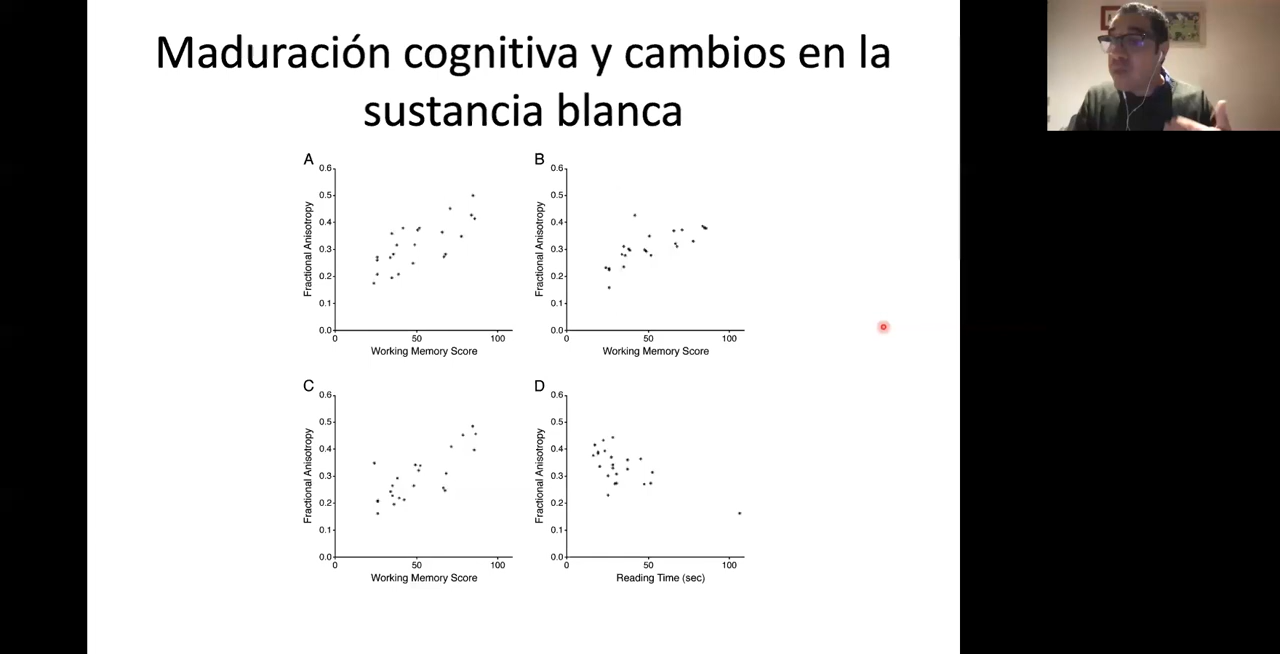 Maduración cognitiva y cambios en la
sustancia blanca
A
0.6
0.5
0.4
0.3
0.2
0.1
0.0
Fractional Anisotropy
0 50 100
Working Memory Score
B
0.6
0.5
0.4
0.3
0.2
0.1
0.0
Fractional Anisotropy
0 50 100
Working Memory Score
C
0.6
0.5
0.4
0.3
0.2
0.1
0.0
Fractional Anisotropy
0 50 100
Working Memory Score
D
0.6
0.5
0.4
0.3
0.2
0.1
0.0
Fractional Anisotropy
0 50 100
Reading Time (sec)